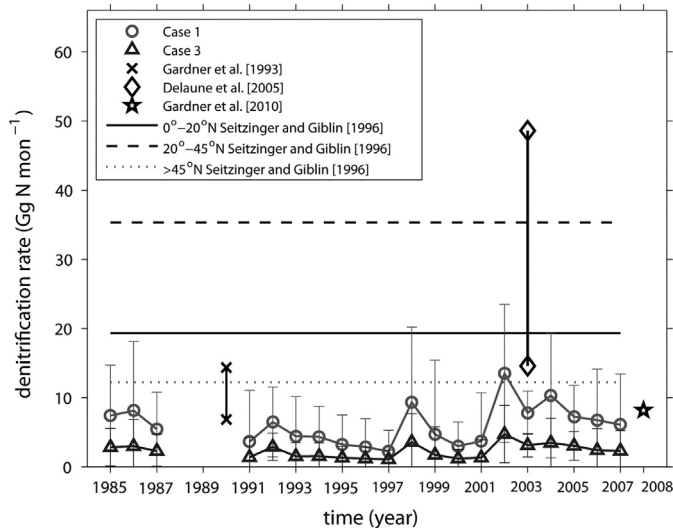 60
50
40
30
20
10
0
denitrification rate (Gg N mon⁻¹)
Case 1
Case 3
Gardner et al. [1993]
Delaune et al. [2005]
Gardner et al. [2010]
0°−20°N Seitzinger and Giblin [1996]
20°−45°N Seitzinger and Giblin [1996]
>45°N Seitzinger and Giblin [1996]
1985 1987 1989 1991 1993 1995 1997 1999 2001 2003 2005 2007 2008
time (year)